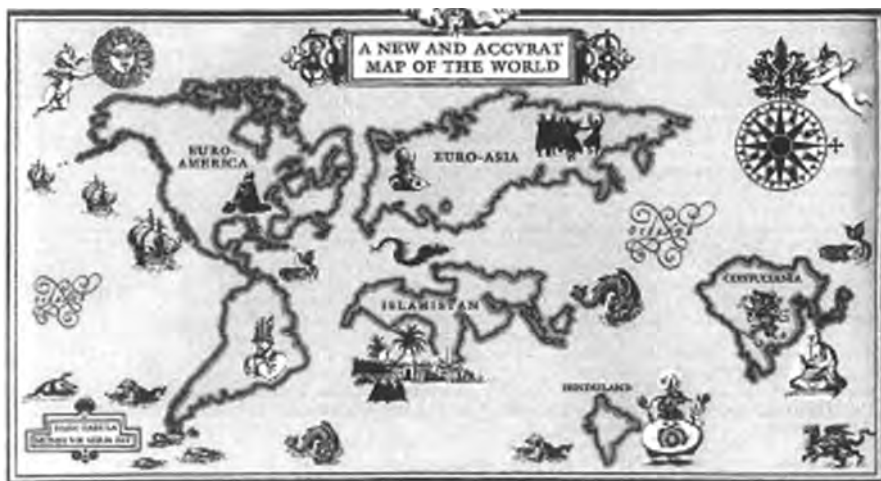 A NEW AND ACCVRAT
MAP OF THE WORLD
EURO-
AMERICA
EURO-ASIA
ISLAMISTAN
CONFUCIANIA
HINDULAND